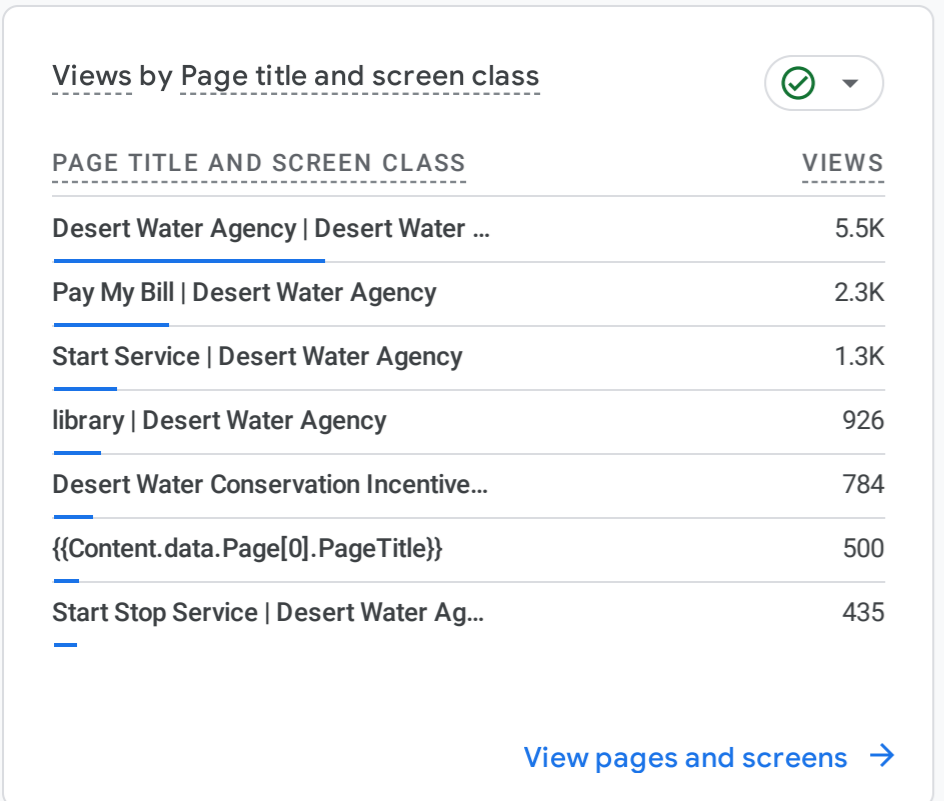 Views by Page title and screen class
PAGE TITLE AND SCREEN CLASS VIEWS
Desert Water Agency | Desert Water ... 5.5K
Pay My Bill | Desert Water Agency 2.3K
Start Service | Desert Water Agency 1.3K
library | Desert Water Agency 926
Desert Water Conservation Incentive... 784
{{Content.data.Page[0].PageTitle}} 500
Start Stop Service | Desert Water Ag... 435
View pages and screens